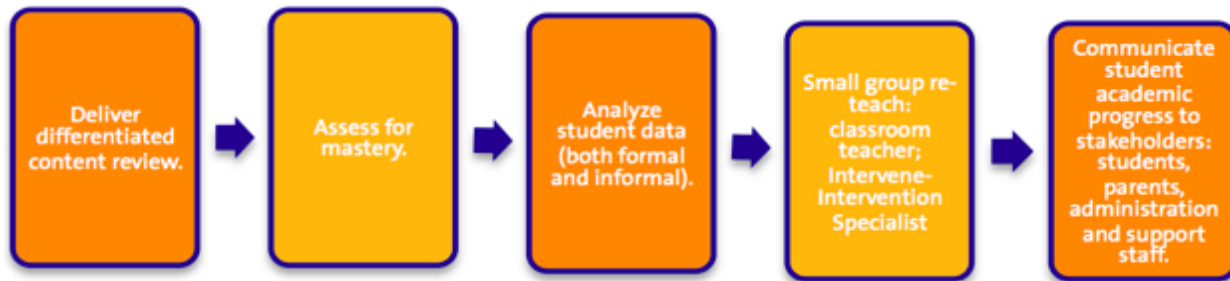 Deliver
differentiated
content review.
Assess for
mastery.
Analyze
student data
(both formal
and informal).
Small group re-
teach:
classroom
teacher;
Intervene-
Intervention
Specialist
Communicate
student
academic
progress to
stakeholders:
students,
parents,
administration
and support
staff.